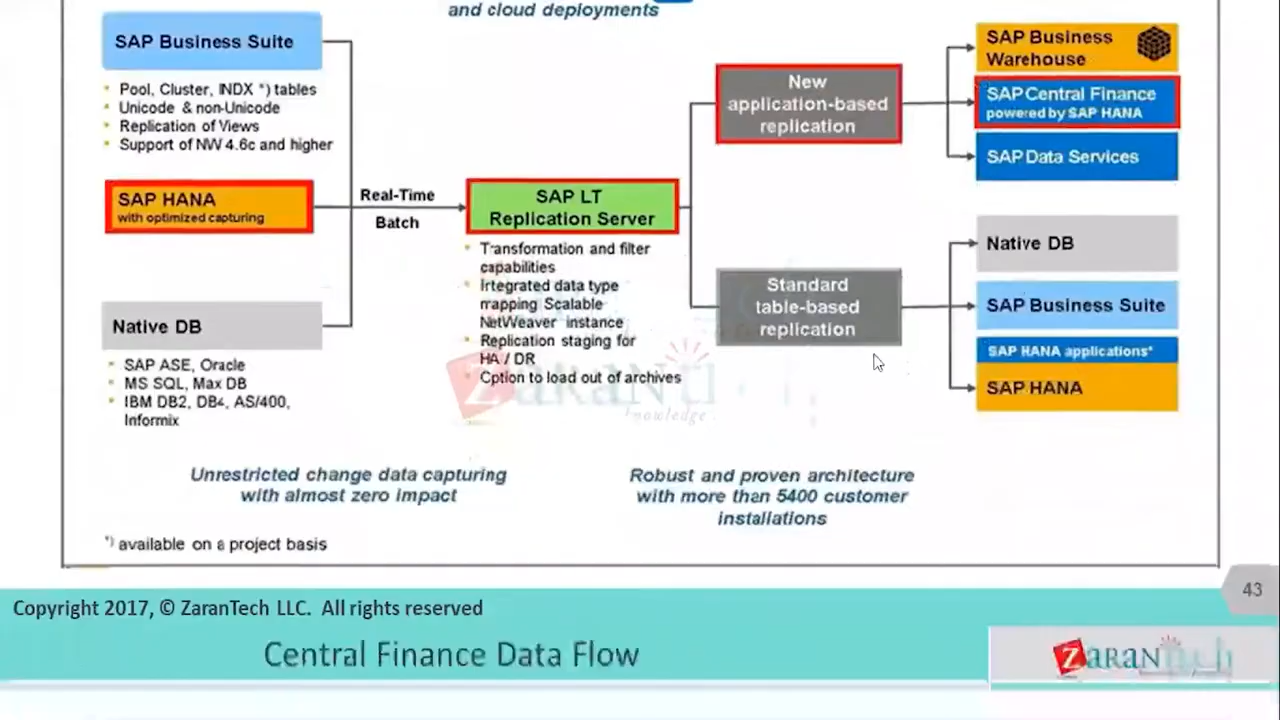 and cloud deployments
SAP Business Suite
Pool, Cluster, INDX *) tables
Unicode & non-Unicode
Replication of Views
Support of NW 4.6c and higher
SAP HANA
with optimized capturing
Native DB
SAP ASE, Oracle
MS SQL, Max DB
IBM DB2, DB4, AS/400,
Informix
Real-Time
Batch
SAP LT
Replication Server
Transformation and filter
capabilities
Integrated data type
mapping Scalable
NetWeaver instance
Replication staging for
HA / DR
Option to load out of archives
New
application-based
replication
Standard
table-based
replication
SAP Business
Warehouse
SAP Central Finance
powered by SAP HANA
SAP Data Services
Native DB
SAP Business Suite
SAP HANA applications*
SAP HANA
ZaranTech
knowledge
Unrestricted change data capturing
with almost zero impact
Robust and proven architecture
with more than 5400 customer
installations
*) available on a project basis
43
Copyright 2017, © ZaranTech LLC. All rights reserved
Central Finance Data Flow
ZaranTech